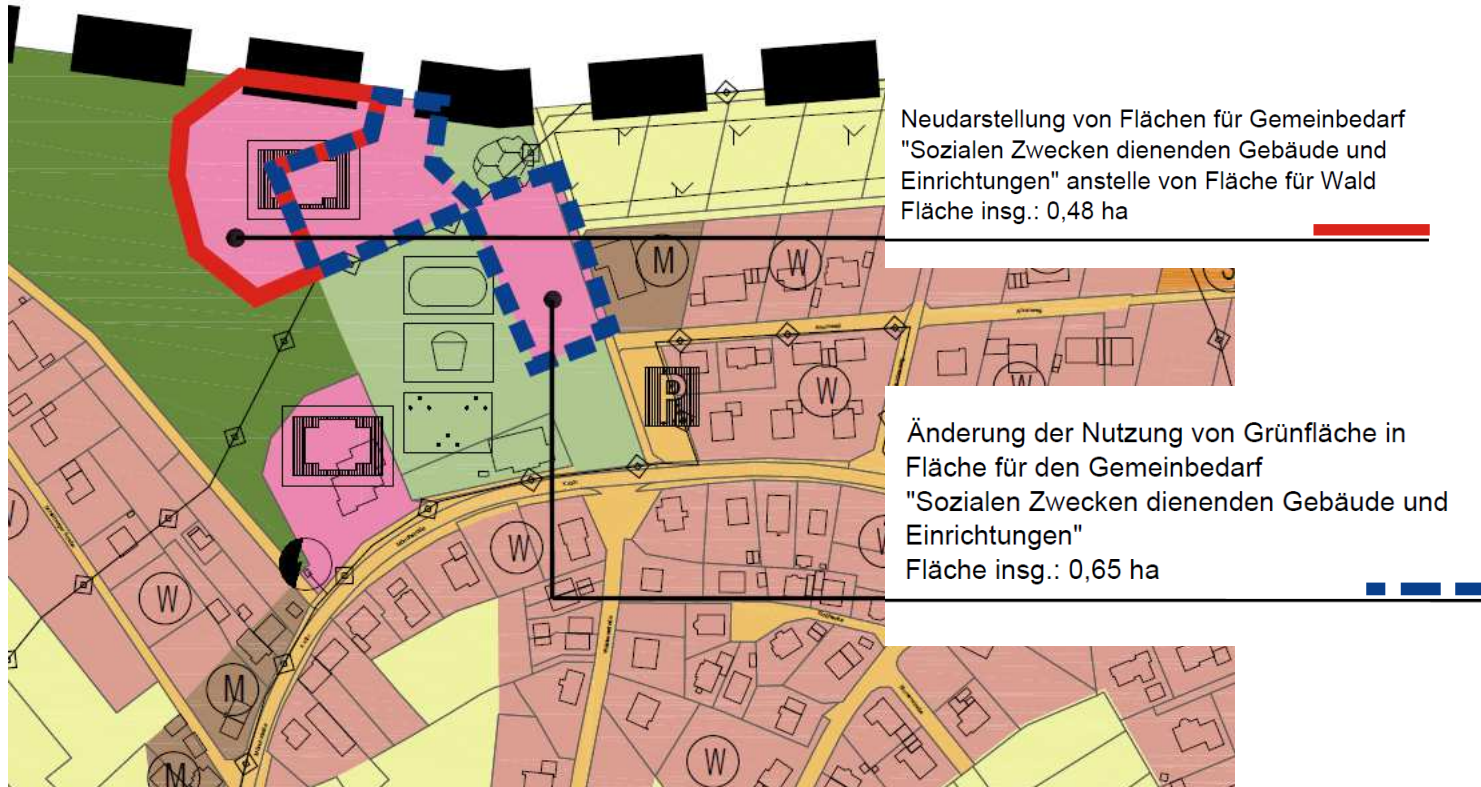 Neudarstellung von Flächen für Gemeinbedarf
"Sozialen Zwecken dienenden Gebäude und
Einrichtungen" anstelle von Fläche für Wald
Fläche insg.: 0,48 ha
M
W
W
P
W
Änderung der Nutzung von Grünfläche in
Fläche für den Gemeinbedarf
"Sozialen Zwecken dienenden Gebäude und
Einrichtungen"
Fläche insg.: 0,65 ha
W
W
W
W
M
M
W